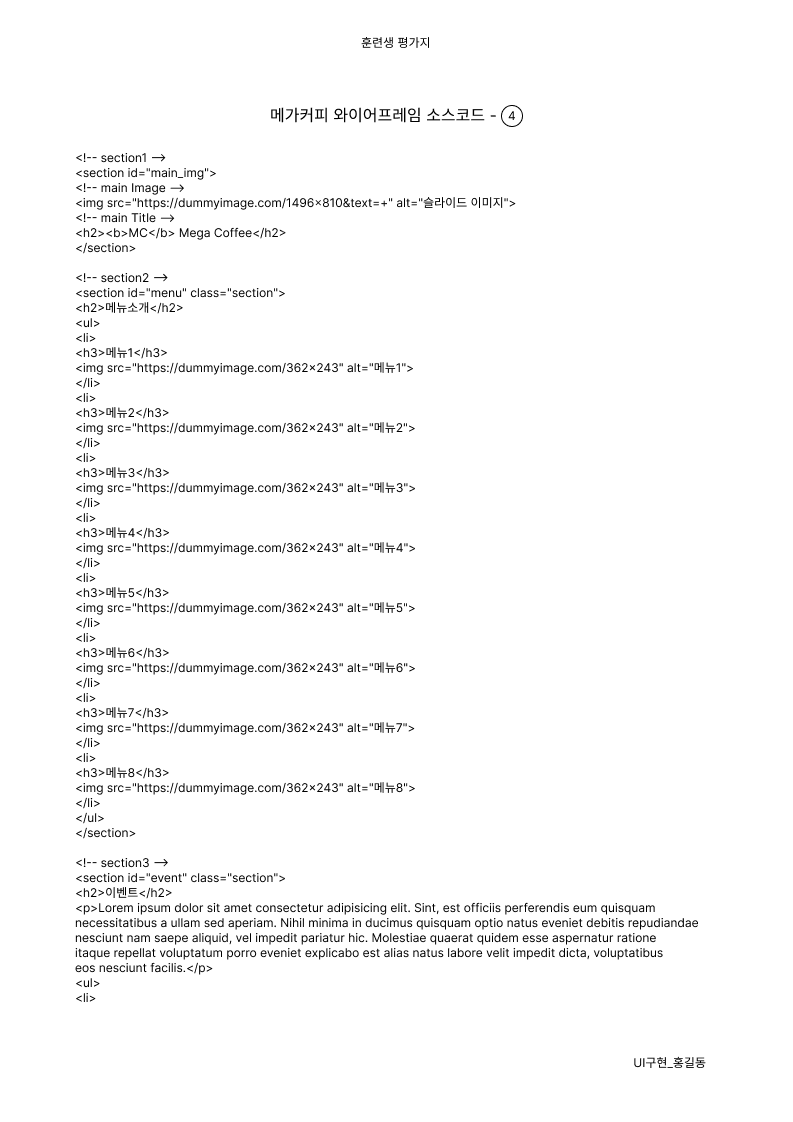 훈련생 평가지
메가커피 와이어프레임 소스코드 - ④
<!-- section1 -->
<section id="main_img">
<!-- main Image -->
<img src="https://dummyimage.com/1496×810&text=+" alt="슬라이드 이미지">
<!-- main Title -->
<h2><b>MC</b> Mega Coffee</h2>
</section>
<!-- section2 -->
<section id="menu" class="section">
<h2>메뉴소개</h2>
<ul>
<li>
<h3>메뉴1</h3>
<img src="https://dummyimage.com/362×243" alt="메뉴1">
</li>
<li>
<h3>메뉴2</h3>
<img src="https://dummyimage.com/362×243" alt="메뉴2">
</li>
<li>
<h3>메뉴3</h3>
<img src="https://dummyimage.com/362×243" alt="메뉴3">
</li>
<li>
<h3>메뉴4</h3>
<img src="https://dummyimage.com/362×243" alt="메뉴4">
</li>
<li>
<h3>메뉴5</h3>
<img src="https://dummyimage.com/362×243" alt="메뉴5">
</li>
<li>
<h3>메뉴6</h3>
<img src="https://dummyimage.com/362×243" alt="메뉴6">
</li>
<li>
<h3>메뉴7</h3>
<img src="https://dummyimage.com/362×243" alt="메뉴7">
</li>
<li>
<h3>메뉴8</h3>
<img src="https://dummyimage.com/362×243" alt="메뉴8">
</li>
</ul>
</section>
<!-- section3 -->
<section id="event" class="section">
<h2>이벤트</h2>
<p>Lorem ipsum dolor sit amet consectetur adipisicing elit. Sint, est officiis perferendis eum quisquam
necessitatibus a ullam sed aperiam. Nihil minima in ducimus quisquam optio natus eveniet debitis repudiandae
nesciunt nam saepe aliquid, vel impedit pariatur hic. Molestiae quaerat quidem esse aspernatur ratione
itaque repellat voluptatum porro eveniet explicabo est alias natus labore velit impedit dicta, voluptatibus
eos nesciunt facilis.</p>
<ul>
<li>
UI구현_홍길동